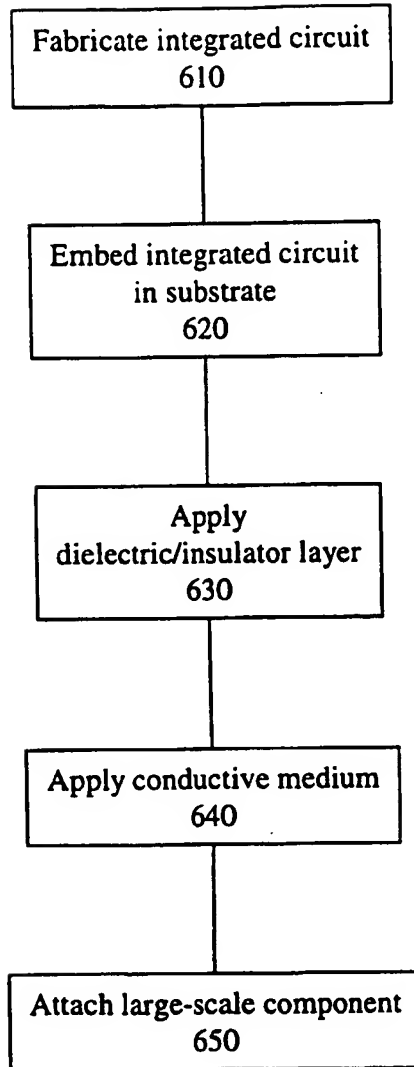 Fabricate integrated circuit
610
Embed integrated circuit
in substrate
620
Apply
dielectric/insulator layer
630
Apply conductive medium
640
Attach large-scale component
650